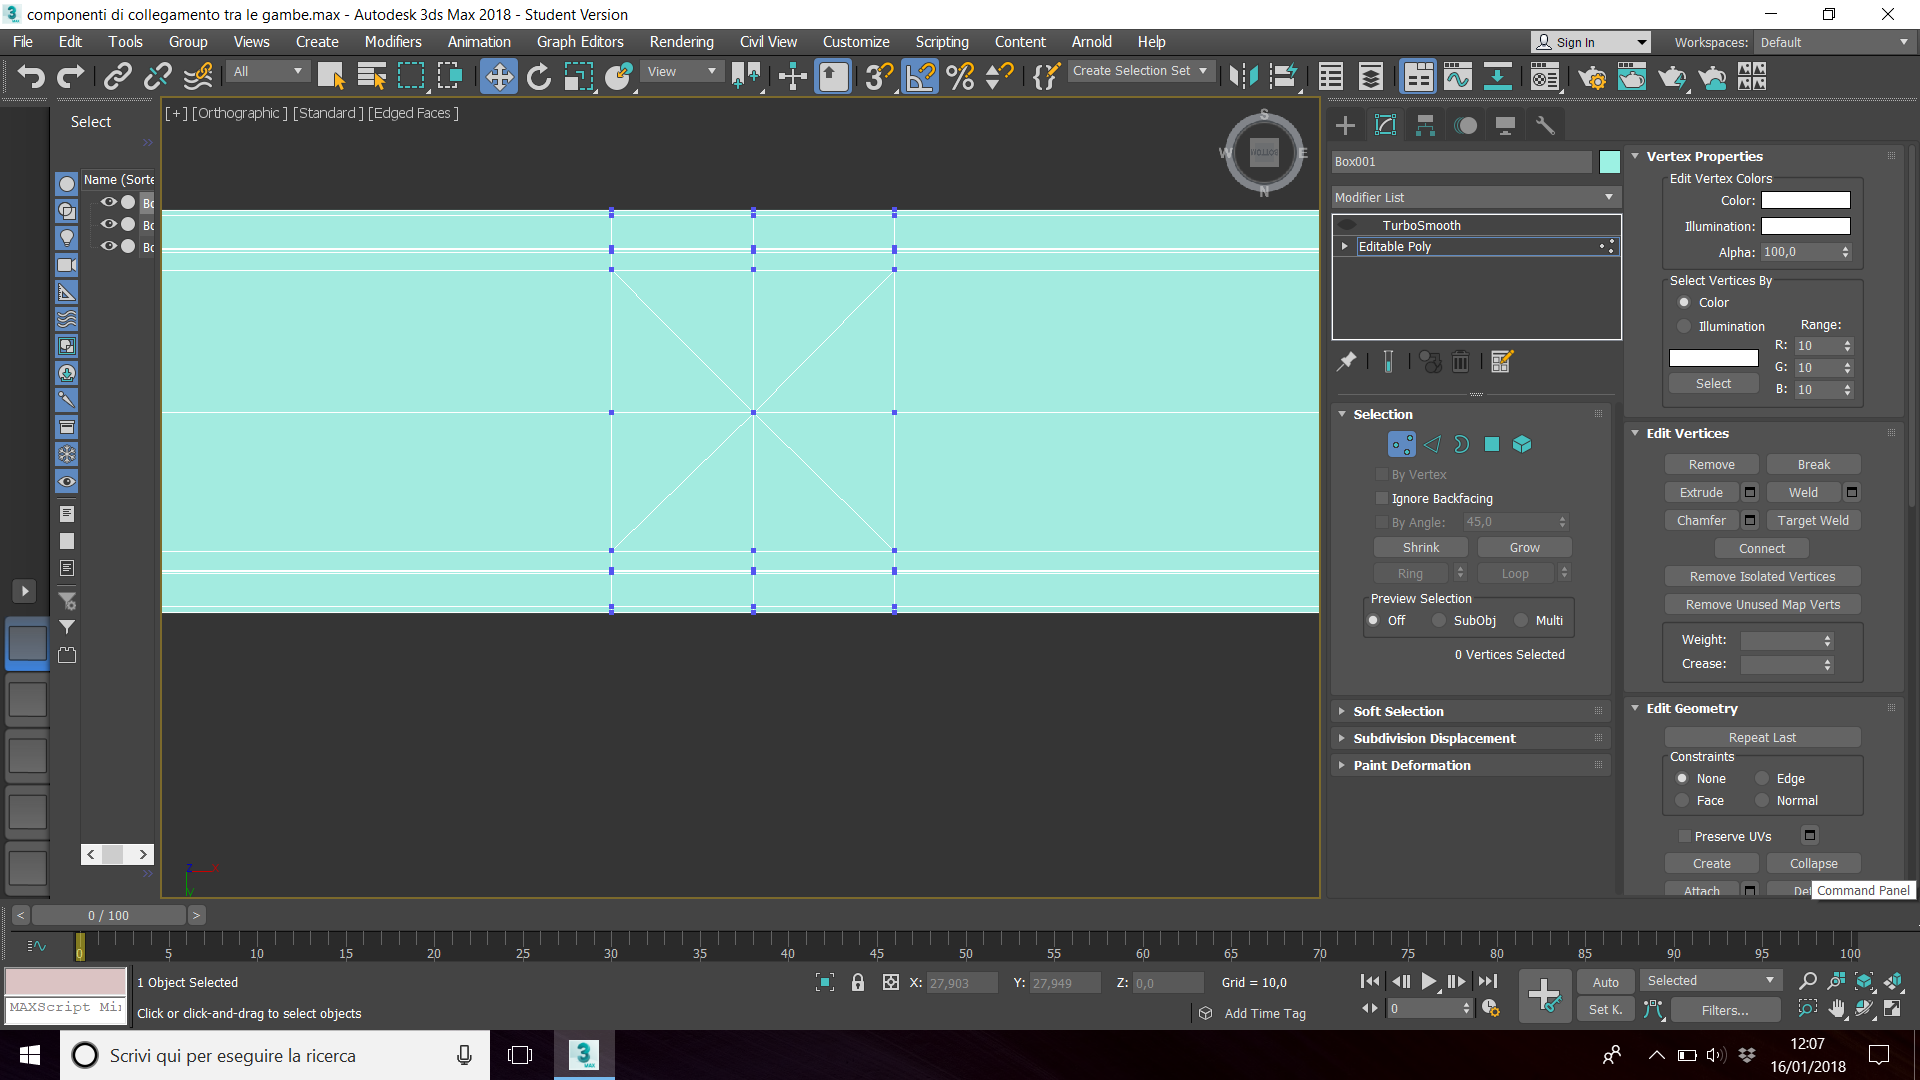 componenti di collegamento tra le gambe.max - Autodesk 3ds Max 2018 - Student Version
File Edit Tools Group Views Create Modifiers Animation Graph Editors Rendering Civil View Customize Scripting Content Arnold Help
Sign In Workspaces: Default
All View Create Selection Set
Select
[+] [Orthographic ] [Standard ] [Edged Faces ]
S
W E
N
BOTTOM
Name (Sorte
Bo
Bo
Bo
Box001
Modifier List
TurboSmooth
Editable Poly
Selection
By Vertex
Ignore Backfacing
By Angle: 45,0
Shrink Grow
Ring Loop
Preview Selection
Off SubObj Multi
0 Vertices Selected
Soft Selection
Subdivision Displacement
Paint Deformation
Vertex Properties
Edit Vertex Colors
Color:
Illumination:
Alpha: 100,0
Select Vertices By
Color
Illumination Range:
R: 10
G: 10
Select
B: 10
Edit Vertices
Remove Break
Extrude Weld
Chamfer Target Weld
Connect
Remove Isolated Vertices
Remove Unused Map Verts
Weight:
Crease:
Edit Geometry
Repeat Last
Constraints
None Edge
Face Normal
Preserve UVs
Create Collapse
Attach De
Command Panel
z x
y
< 0 / 100 >
0 5 10 15 20 25 30 35 40 45 50 55 60 65 70 75 80 85 90 95 100
1 Object Selected
X: 27,903 Y: 27,949 Z: 0,0 Grid = 10,0
Auto Selected
MAXScript Mi
Click or click-and-drag to select objects
Add Time Tag
0
Set K. Filters...
Scrivi qui per eseguire la ricerca
3
MAX
12:07
16/01/2018